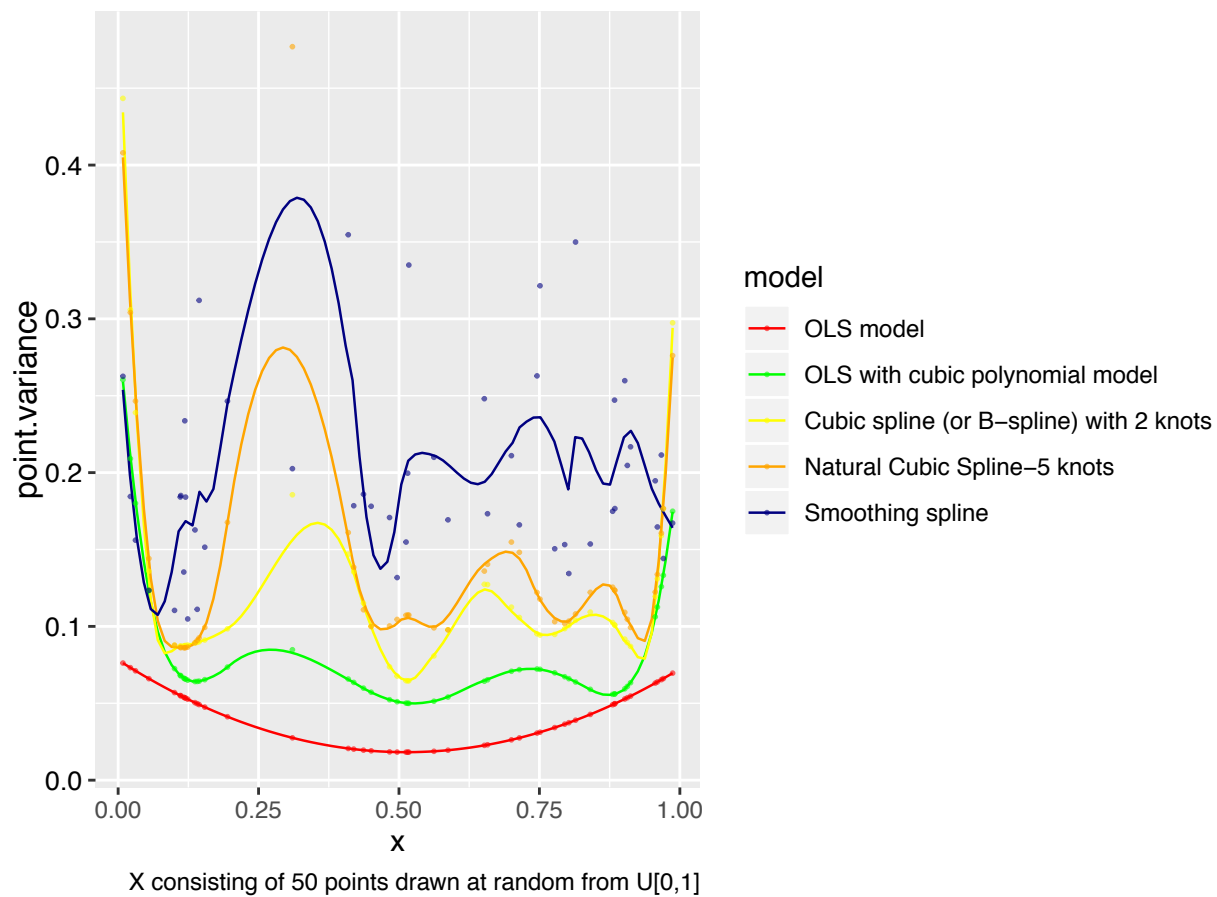 point.variance
0.4
0.3
0.2
0.1
0.0
0.00 0.25 0.50 0.75 1.00
x
X consisting of 50 points drawn at random from U[0,1]
model
OLS model
OLS with cubic polynomial model
Cubic spline (or B−spline) with 2 knots
Natural Cubic Spline−5 knots
Smoothing spline